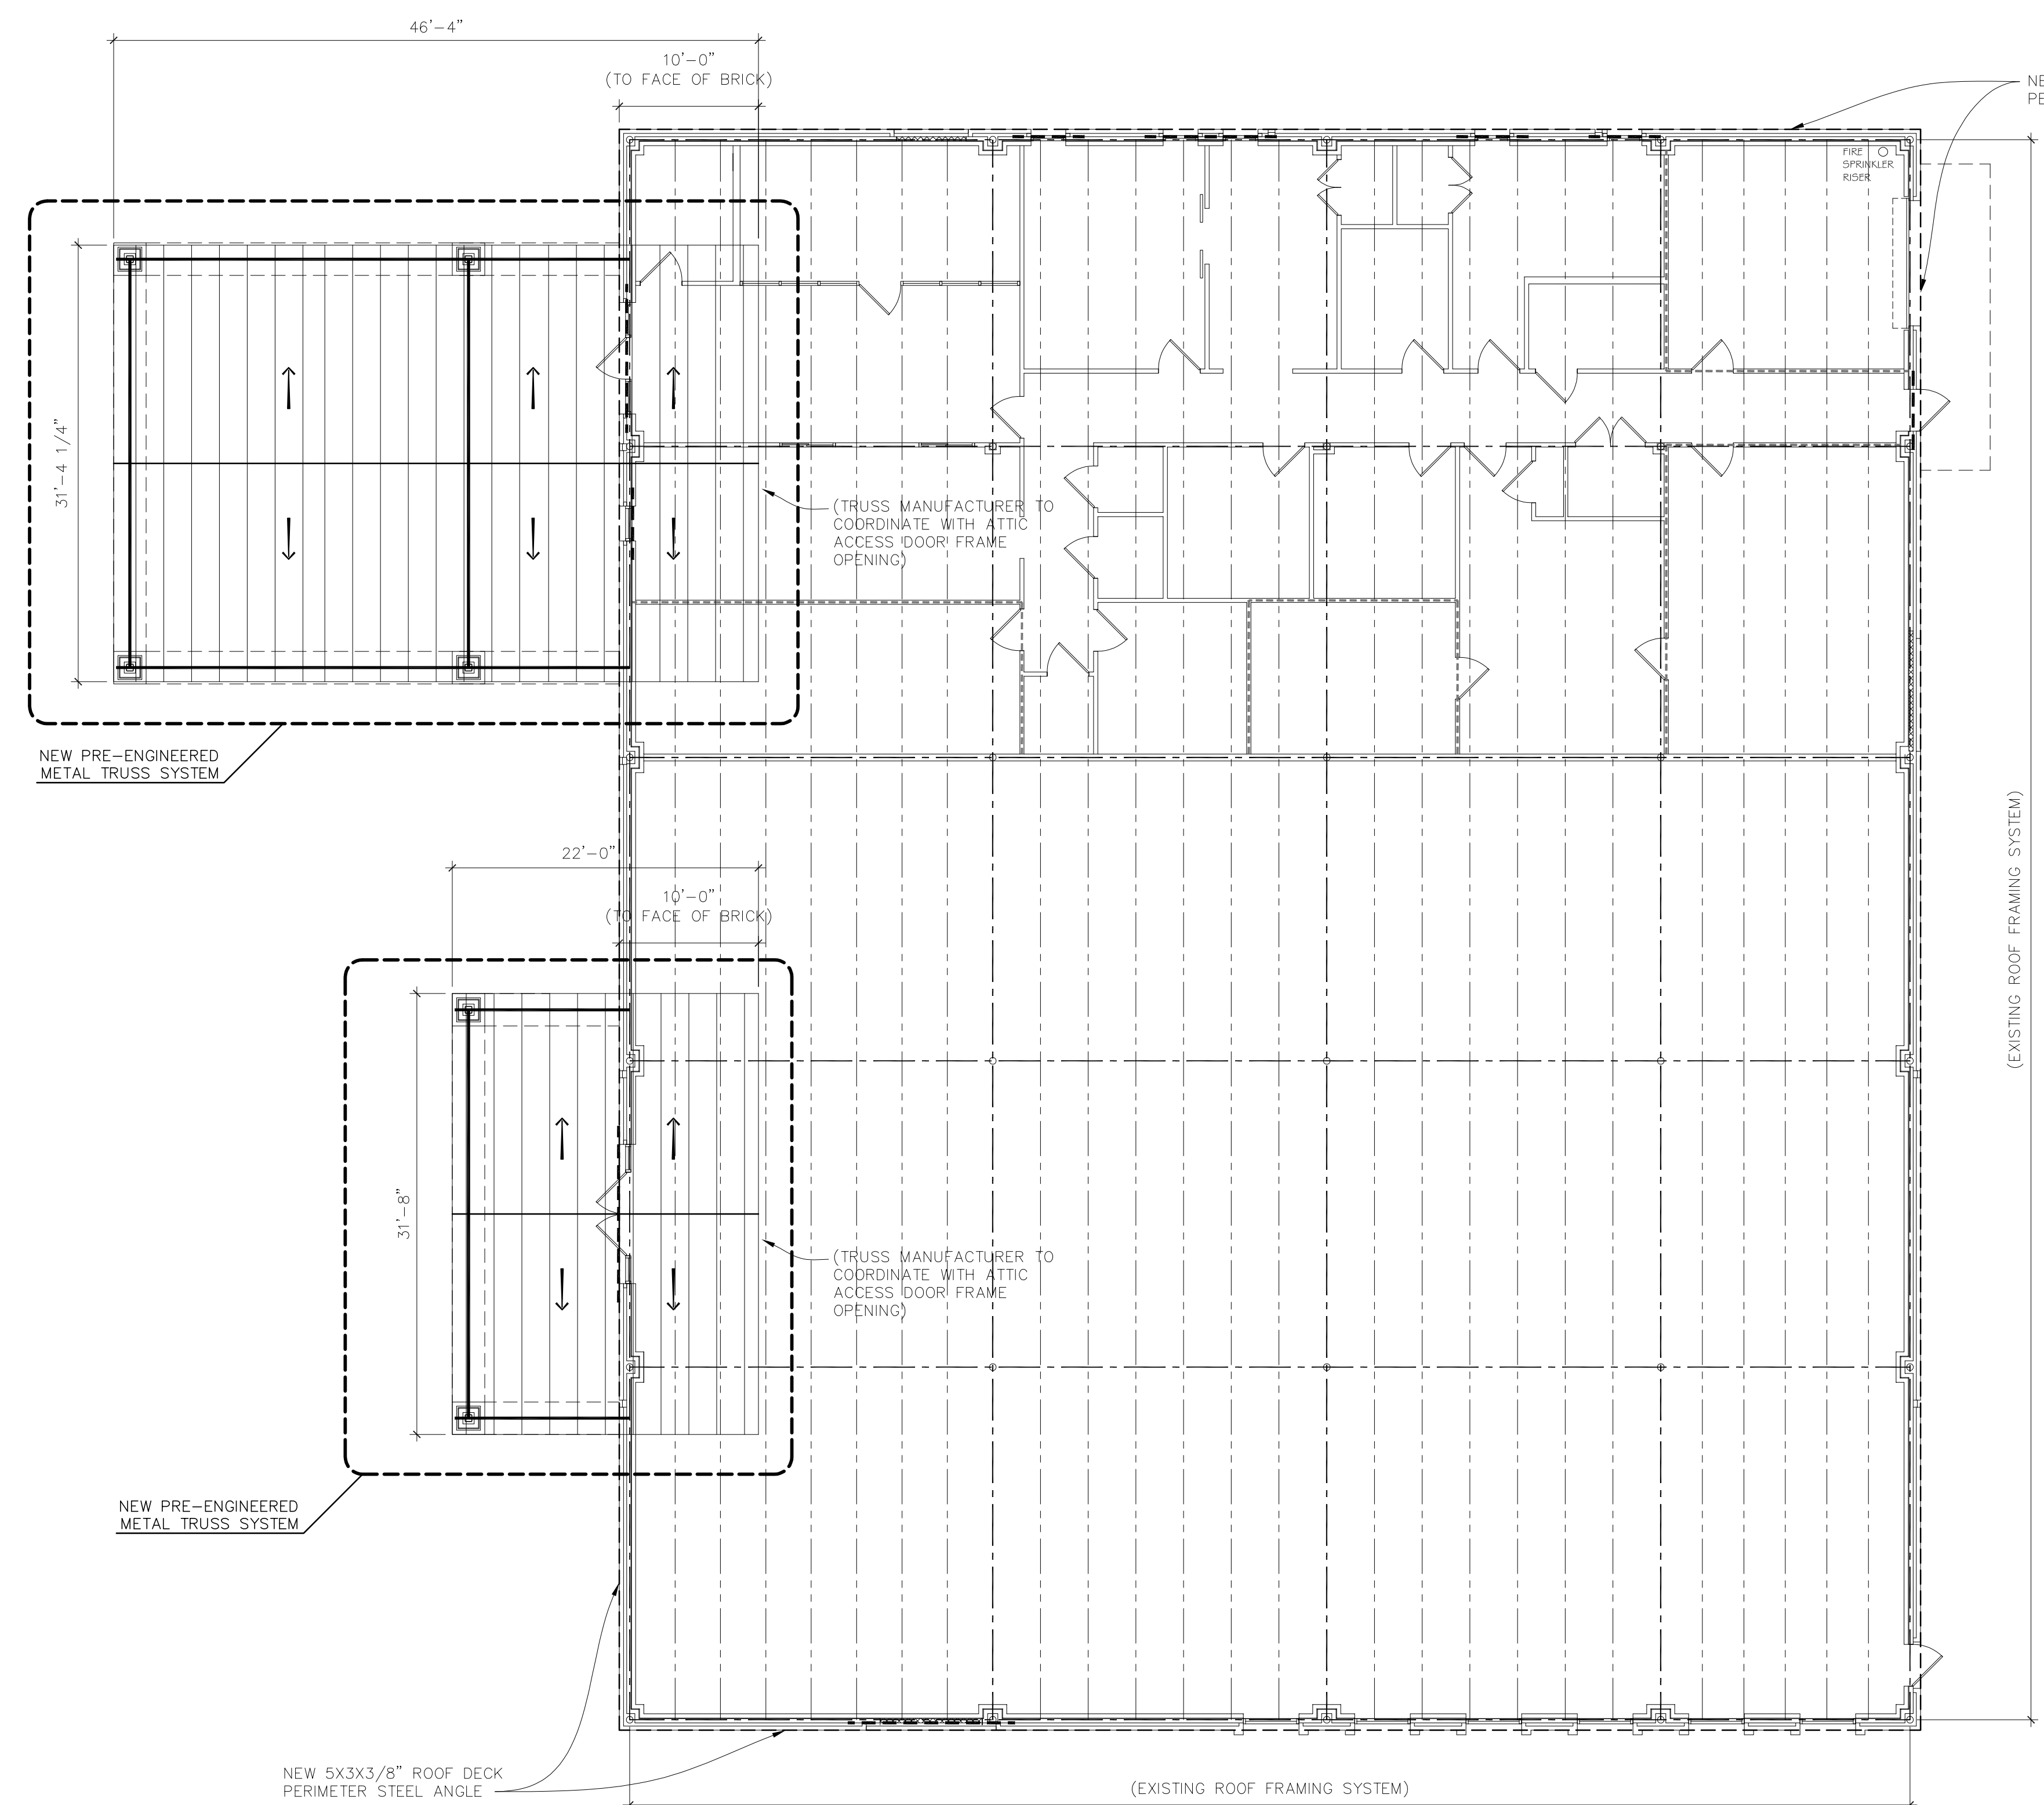 46'-4"
10'-0"
(TO FACE OF BRICK)
NE
PE
FIRE
SPRINKLER
RISER
31'-4 1/4"
(TRUSS MANUFACTURER TO
COORDINATE WITH ATTIC
ACCESS DOOR FRAME
OPENING)
NEW PRE-ENGINEERED
METAL TRUSS SYSTEM
22'-0"
10'-0"
(TO FACE OF BRICK)
(EXISTING ROOF FRAMING SYSTEM)
31'-8"
(TRUSS MANUFACTURER TO
COORDINATE WITH ATTIC
ACCESS DOOR FRAME
OPENING)
NEW PRE-ENGINEERED
METAL TRUSS SYSTEM
NEW 5X3X3/8" ROOF DECK
PERIMETER STEEL ANGLE
(EXISTING ROOF FRAMING SYSTEM)